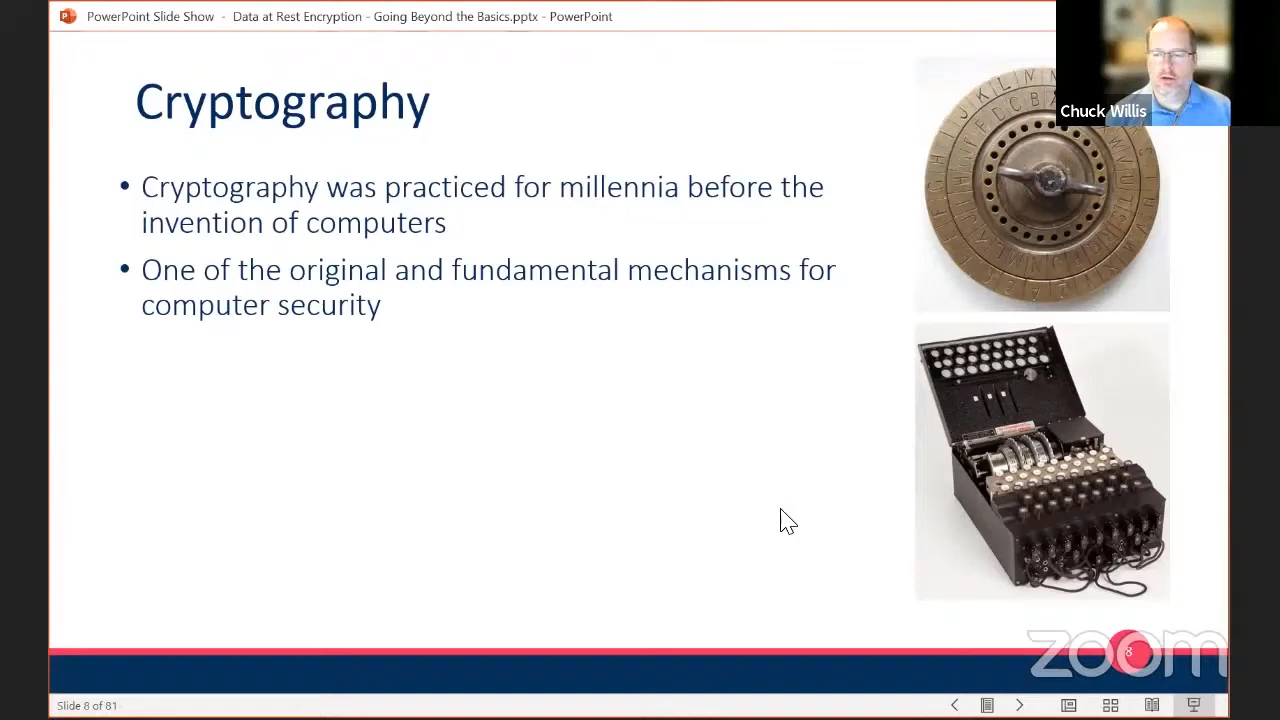 PowerPoint Slide Show - Data at Rest Encryption - Going Beyond the Basics.pptx - PowerPoint
Chuck Willis
Cryptography
• Cryptography was practiced for millennia before the
invention of computers
• One of the original and fundamental mechanisms for
computer security
8
zoom
Slide 8 of 81